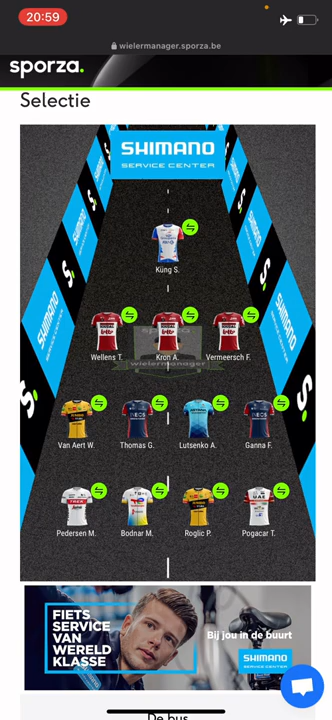 20:59
wielermanager.sporza.be
sporza.
Selectie
SHIMANO
SERVICE CENTER
Küng S.
Wellens T.
Kron A.
Vermeersch F.
wielermanager
Van Aert W.
Thomas G.
Lutsenko A.
Ganna F.
Pedersen M.
Bodnar M.
Roglic P.
Pogacar T.
FIETS
SERVICE
VAN
WERELD
KLASSE
Bij jou in de buurt
SHIMANO
SERVICE CENTER
De bus